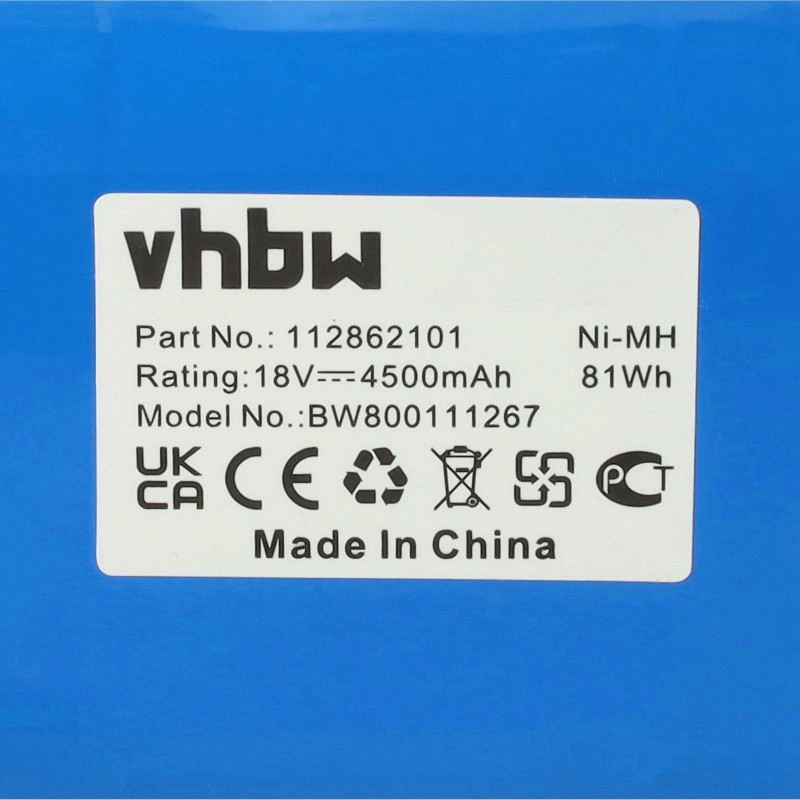 vhbw
Part No.: 112862101 Ni-MH
Rating:18V⎓4500mAh 81Wh
Model No.:BW800111267
UK
CA CE PCT
Made In China